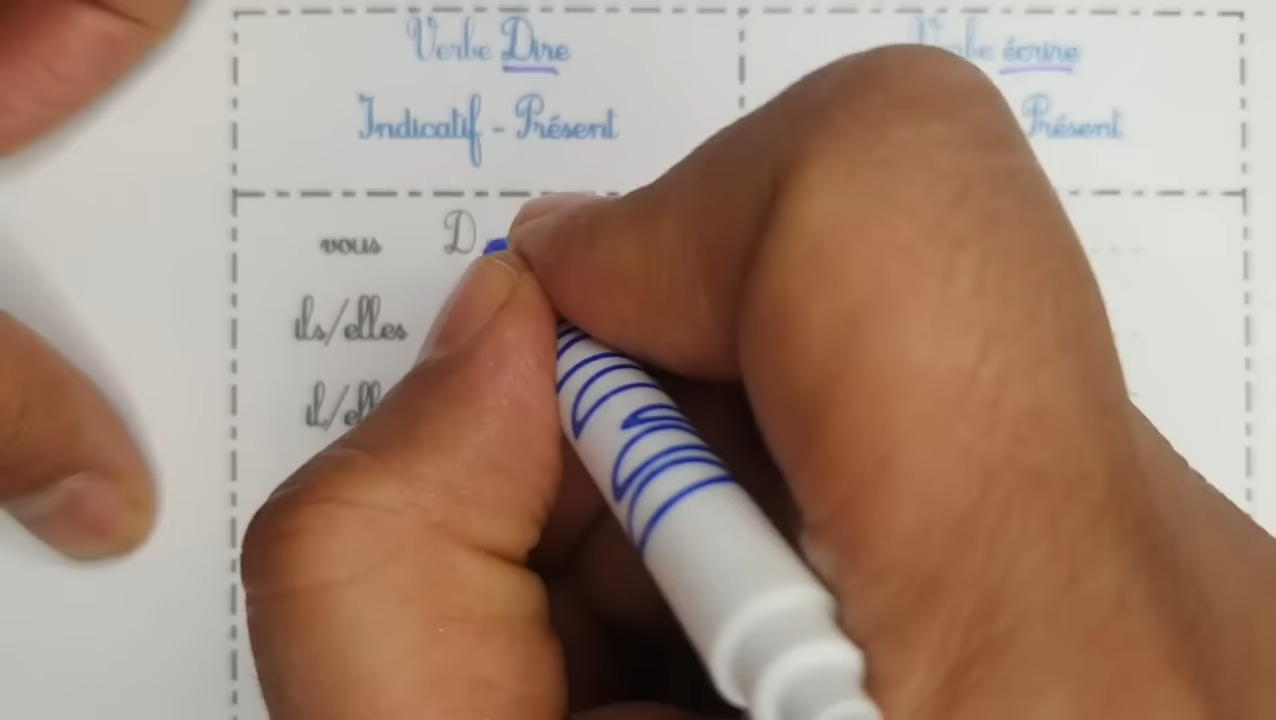 Verbe Dire
Verbe écrire
Indicatif - Présent
Présent
vous D
ils/elles